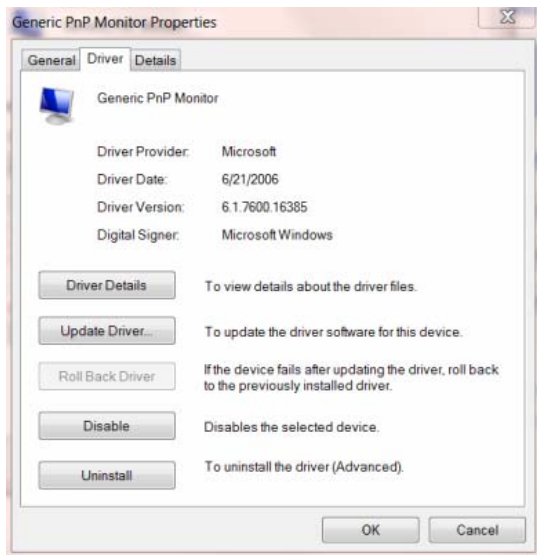 Generic PnP Monitor Properties
General Driver Details
Generic PnP Monitor
Driver Provider: Microsoft
Driver Date: 6/21/2006
Driver Version: 6.1.7600.16385
Digital Signer: Microsoft Windows
Driver Details To view details about the driver files.
Update Driver... To update the driver software for this device.
Roll Back Driver If the device fails after updating the driver, roll back
to the previously installed driver.
Disable Disables the selected device.
Uninstall To uninstall the driver (Advanced).
OK Cancel